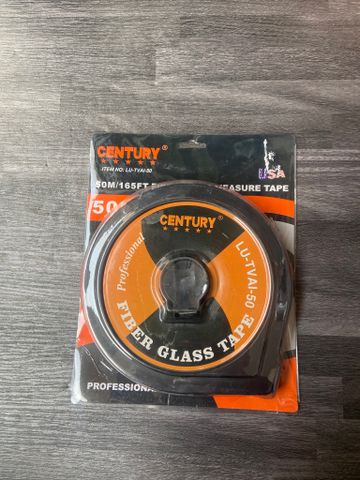 CENTURY
ITEM NO: LU-TVAI-50
USA
50M/165FT MEASURE TAPE
50
CENTURY
Professional
LU-TVAI-50
FIBER GLASS TAPE
PROFESSIONAL